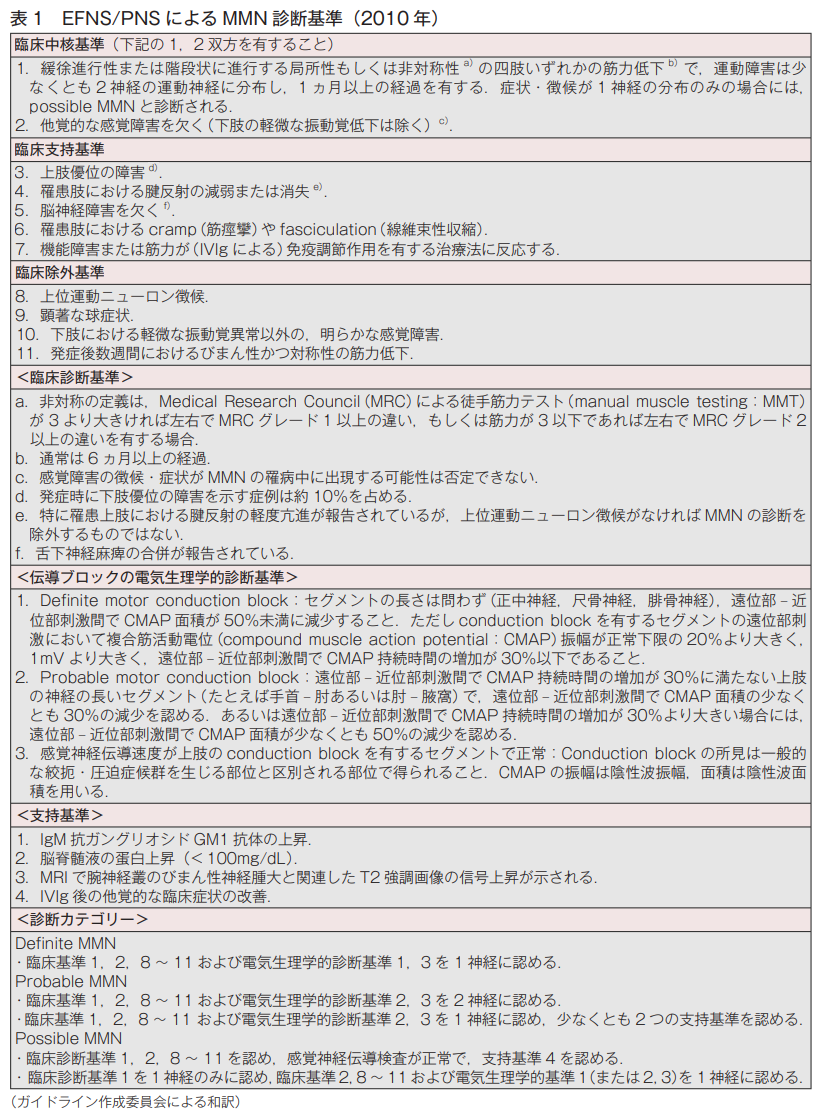 表 1　EFNS/PNS による MMN 診断基準（2010 年）
臨床中核基準（下記の 1，2 双方を有すること）
1．緩徐進行性または階段状に進行する局所性もしくは非対称性 a）の四肢いずれかの筋力低下 b）で，運動障害は少
なくとも 2 神経の運動神経に分布し，1 ヵ月以上の経過を有する．症状・徴候が 1 神経の分布のみの場合には，
possible MMN と診断される．
2．他覚的な感覚障害を欠く（下肢の軽微な振動覚低下は除く）c）．
臨床支持基準
3．上肢優位の障害 d）．
4．罹患肢における腱反射の減弱または消失 e）．
5．脳神経障害を欠く f）．
6．罹患肢における cramp（筋痙攣）や fasciculation（線維束性収縮）．
7．機能障害または筋力が（IVIg による）免疫調節作用を有する治療法に反応する．
臨床除外基準
8．上位運動ニューロン徴候．
9．顕著な球症状．
10．下肢における軽微な振動覚異常以外の，明らかな感覚障害．
11．発症後数週間におけるびまん性かつ対称性の筋力低下．
＜臨床診断基準＞
a．非対称の定義は，Medical Research Council（MRC）による徒手筋力テスト（manual muscle testing：MMT）
が 3 より大きければ左右で MRC グレード 1 以上の違い，もしくは筋力が 3 以下であれば左右で MRC グレード 2
以上の違いを有する場合．
b．通常は 6 ヵ月以上の経過．
c．感覚障害の徴候・症状が MMN の罹病中に出現する可能性は否定できない．
d．発症時に下肢優位の障害を示す症例は約 10％を占める．
e．特に罹患上肢における腱反射の軽度亢進が報告されているが，上位運動ニューロン徴候がなければ MMN の診断を
除外するものではない．
f．舌下神経麻痺の合併が報告されている．
＜伝導ブロックの電気生理学的診断基準＞
1．Definite motor conduction block：セグメントの長さは問わず（正中神経，尺骨神経，腓骨神経），遠位部－近
位部刺激間で CMAP 面積が 50％未満に減少すること．ただし conduction block を有するセグメントの遠位部刺
激において複合筋活動電位（compound muscle action potential：CMAP）振幅が正常下限の 20％より大きく，
1mV より大きく，遠位部－近位部刺激間で CMAP 持続時間の増加が 30％以下であること．
2．Probable motor conduction block：遠位部－近位部刺激間で CMAP 持続時間の増加が 30％に満たない上肢
の神経の長いセグメント（たとえば手首－肘あるいは肘－腋窩）で，遠位部－近位部刺激間で CMAP 面積の少なく
とも 30％の減少を認める．あるいは遠位部－近位部刺激間で CMAP 持続時間の増加が 30％より大きい場合には，
遠位部－近位部刺激間で CMAP 面積が少なくとも 50％の減少を認める．
3．感覚神経伝導速度が上肢の conduction block を有するセグメントで正常：Conduction block の所見は一般的
な絞扼・圧迫症候群を生じる部位と区別される部位で得られること．CMAP の振幅は陰性波振幅，面積は陰性波面
積を用いる．
＜支持基準＞
1．IgM 抗ガングリオシド GM1 抗体の上昇．
2．脳脊髄液の蛋白上昇（＜100mg/dL）．
3．MRI で腕神経叢のびまん性神経腫大と関連した T2 強調画像の信号上昇が示される．
4．IVIg 後の他覚的な臨床症状の改善．
＜診断カテゴリー＞
Definite MMN
・臨床基準 1，2，8 ～ 11 および電気生理学的診断基準 1，3 を 1 神経に認める．
Probable MMN
・臨床基準 1，2，8 ～ 11 および電気生理学的診断基準 2，3 を 2 神経に認める．
・臨床基準 1，2，8 ～ 11 および電気生理学的診断基準 2，3 を 1 神経に認め，少なくとも 2 つの支持基準を認める．
Possible MMN
・臨床診断基準 1，2，8 ～ 11 を認め，感覚神経伝導検査が正常で，支持基準 4 を認める．
・臨床診断基準 1 を 1 神経のみに認め，臨床基準 2，8 ～ 11 および電気生理学的基準 1（または 2，3）を 1 神経に認める．
（ガイドライン作成委員会による和訳）